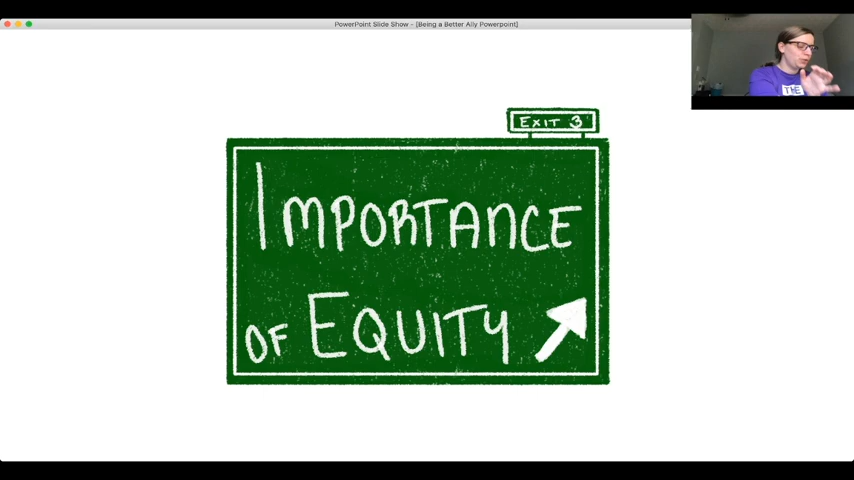 PowerPoint Slide Show - [Being a Better Ally Powerpoint]
EXIT 3
IMPORTANCE
OF EQUITY
THE